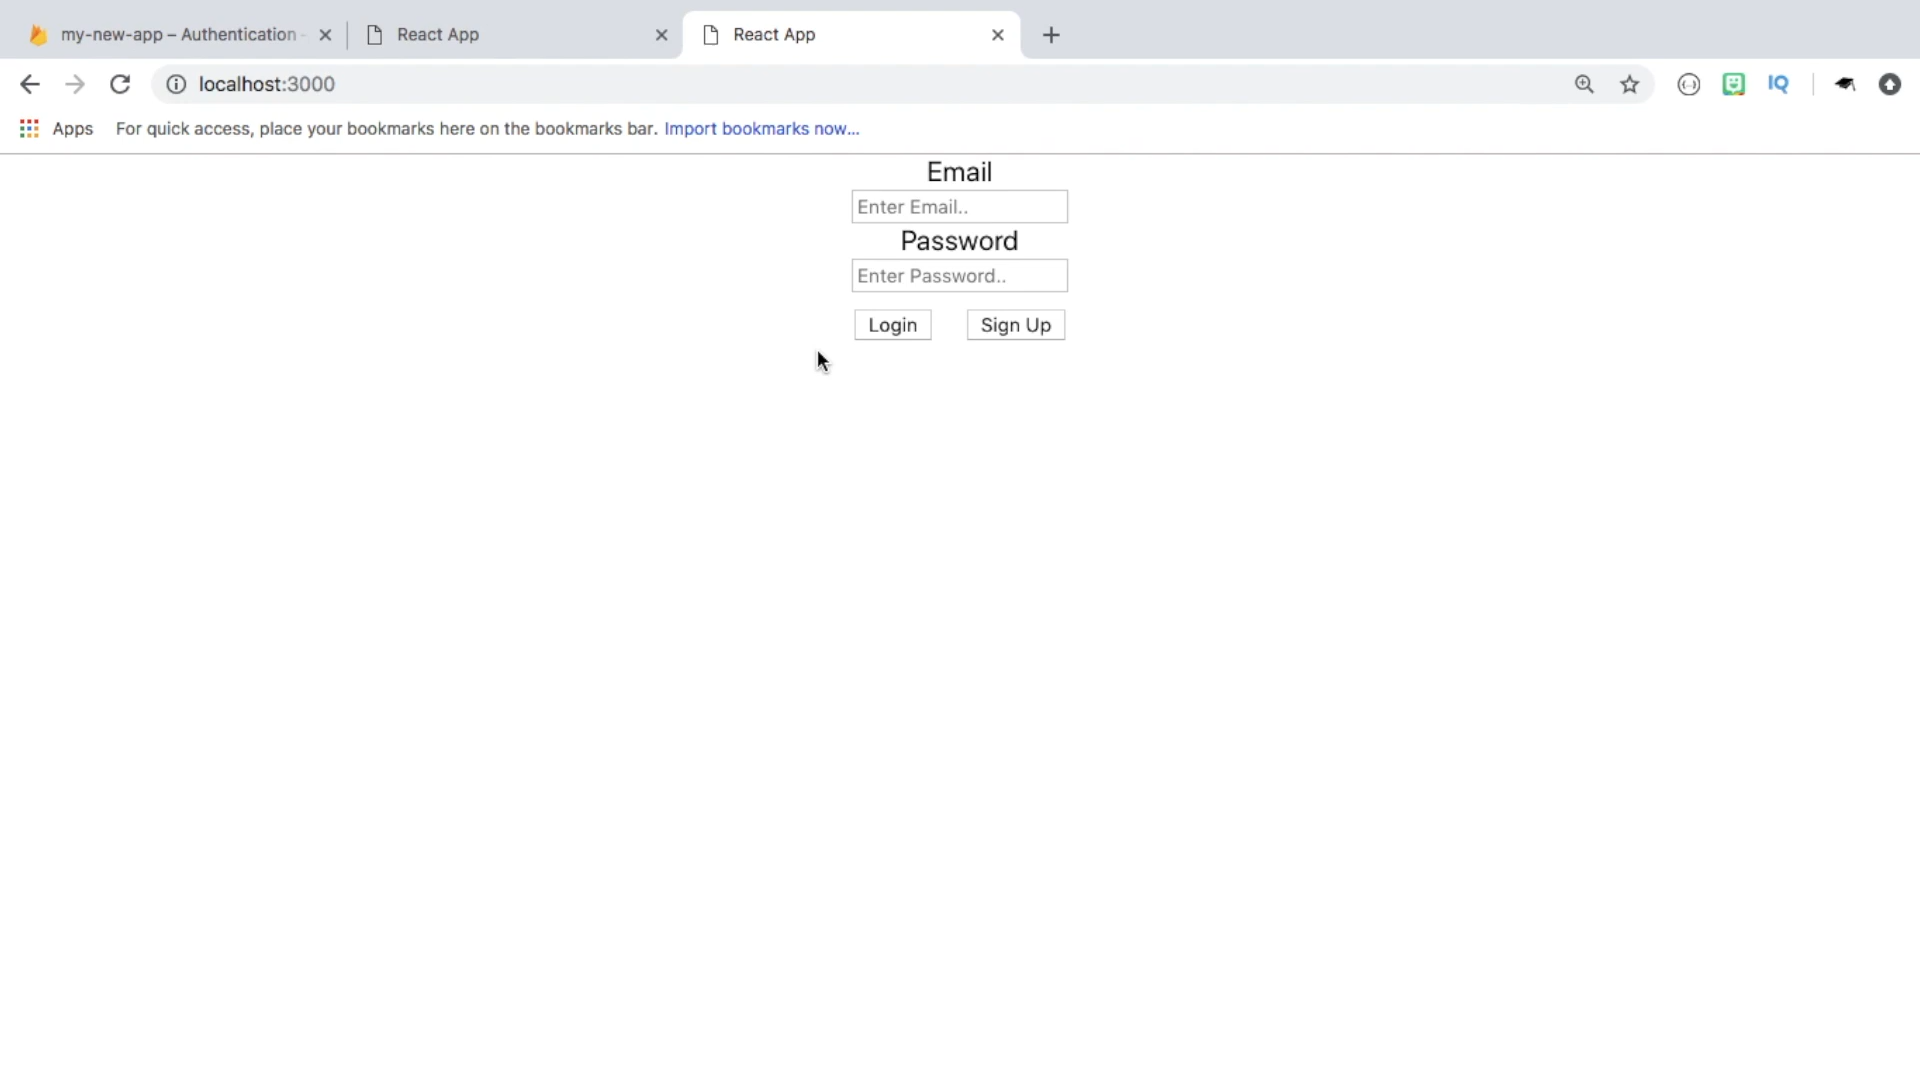 my-new-app – Authentication -
React App
React App
localhost:3000
IQ
Apps For quick access, place your bookmarks here on the bookmarks bar. Import bookmarks now...
Email
Enter Email..
Password
Enter Password..
Login Sign Up